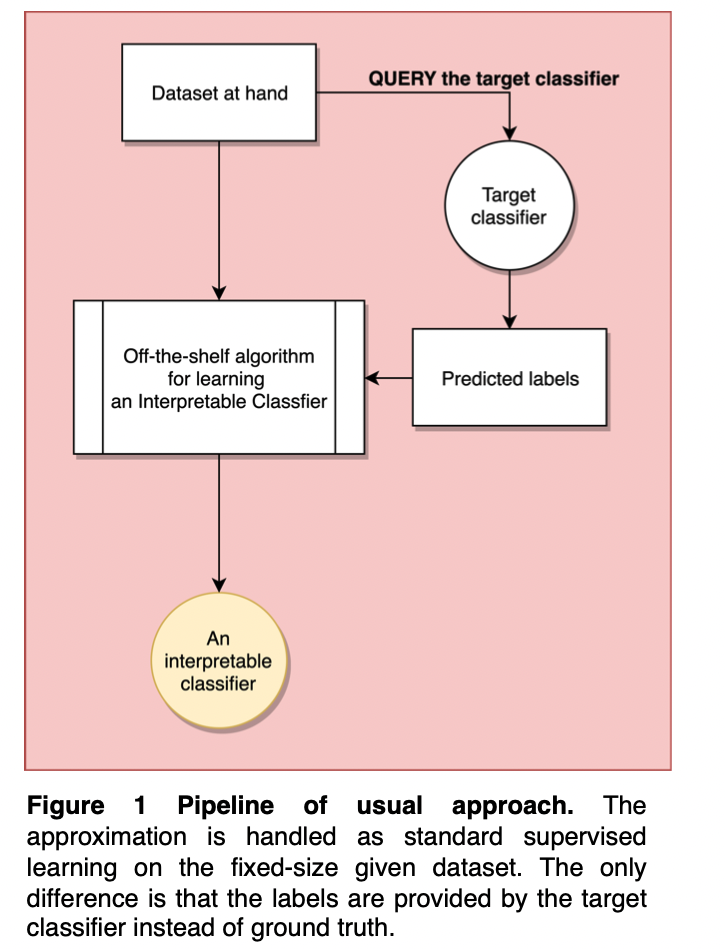 Dataset at hand
QUERY the target classifier
Target
classifier
Off-the-shelf algorithm
for learning
an Interpretable Classfier
Predicted labels
An
interpretable
classifier
Figure 1 Pipeline of usual approach. The
approximation is handled as standard supervised
learning on the fixed-size given dataset. The only
difference is that the labels are provided by the target
classifier instead of ground truth.